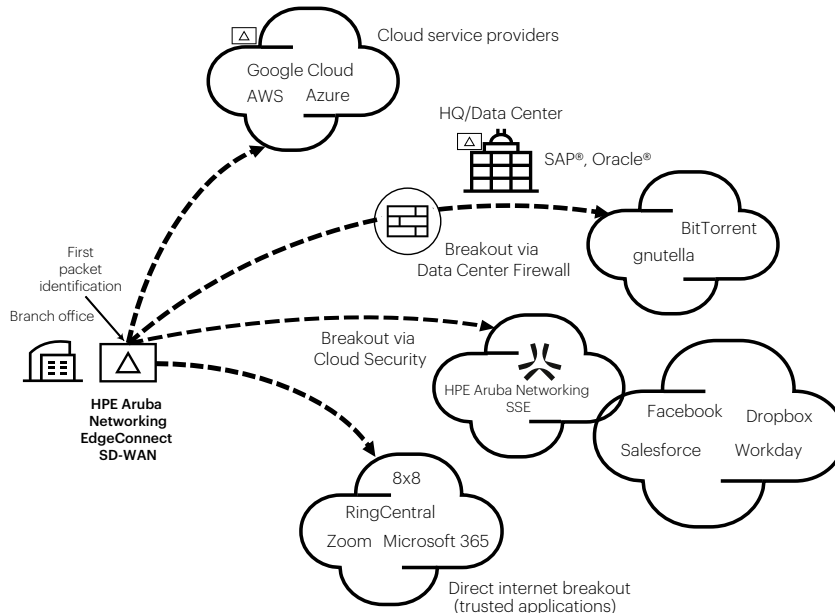 Cloud service providers
Google Cloud
AWS Azure
HQ/Data Center
SAP®, Oracle®
BitTorrent
gnutella
Breakout via
Data Center Firewall
First
packet
identification
Branch office
Breakout via
Cloud Security
HPE Aruba Networking
SSE
Facebook
Dropbox
Salesforce Workday
HPE Aruba
Networking
EdgeConnect
SD-WAN
8x8
RingCentral
Zoom Microsoft 365
Direct internet breakout
(trusted applications)